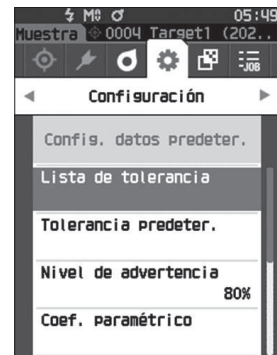 M 05:49
Muestra 0004 Target1 (202..
-JOB
Configuración
Config. datos predeter.
Lista de tolerancia
Tolerancia predeter.
Nivel de advertencia
80%
Coef. paramétrico